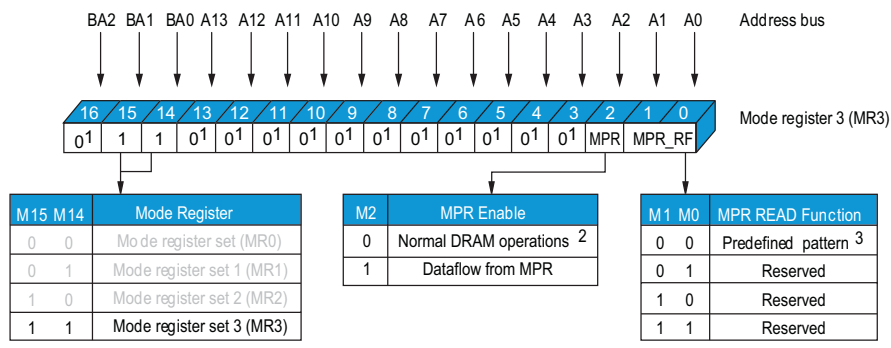 BA2 BA1 BA0 A13 A12 A11 A10 A9 A8 A7 A6 A5 A4 A3 A2 A1 A0 Address bus
16 15 14 13 12 11 10 9 8 7 6 5 4 3 2 1 0
Mode register 3 (MR3)
0¹ 1 1 0¹ 0¹ 0¹ 0¹ 0¹ 0¹ 0¹ 0¹ 0¹ 0¹ 0¹ MPR MPR_RF
M15 M14 Mode Register
0 0 Mode register set (MR0)
0 1 Mode register set 1 (MR1)
1 0 Mode register set 2 (MR2)
1 1 Mode register set 3 (MR3)
M2 MPR Enable
0 Normal DRAM operations ²
1 Dataflow from MPR
M1 M0 MPR READ Function
0 0 Predefined pattern ³
0 1 Reserved
1 0 Reserved
1 1 Reserved